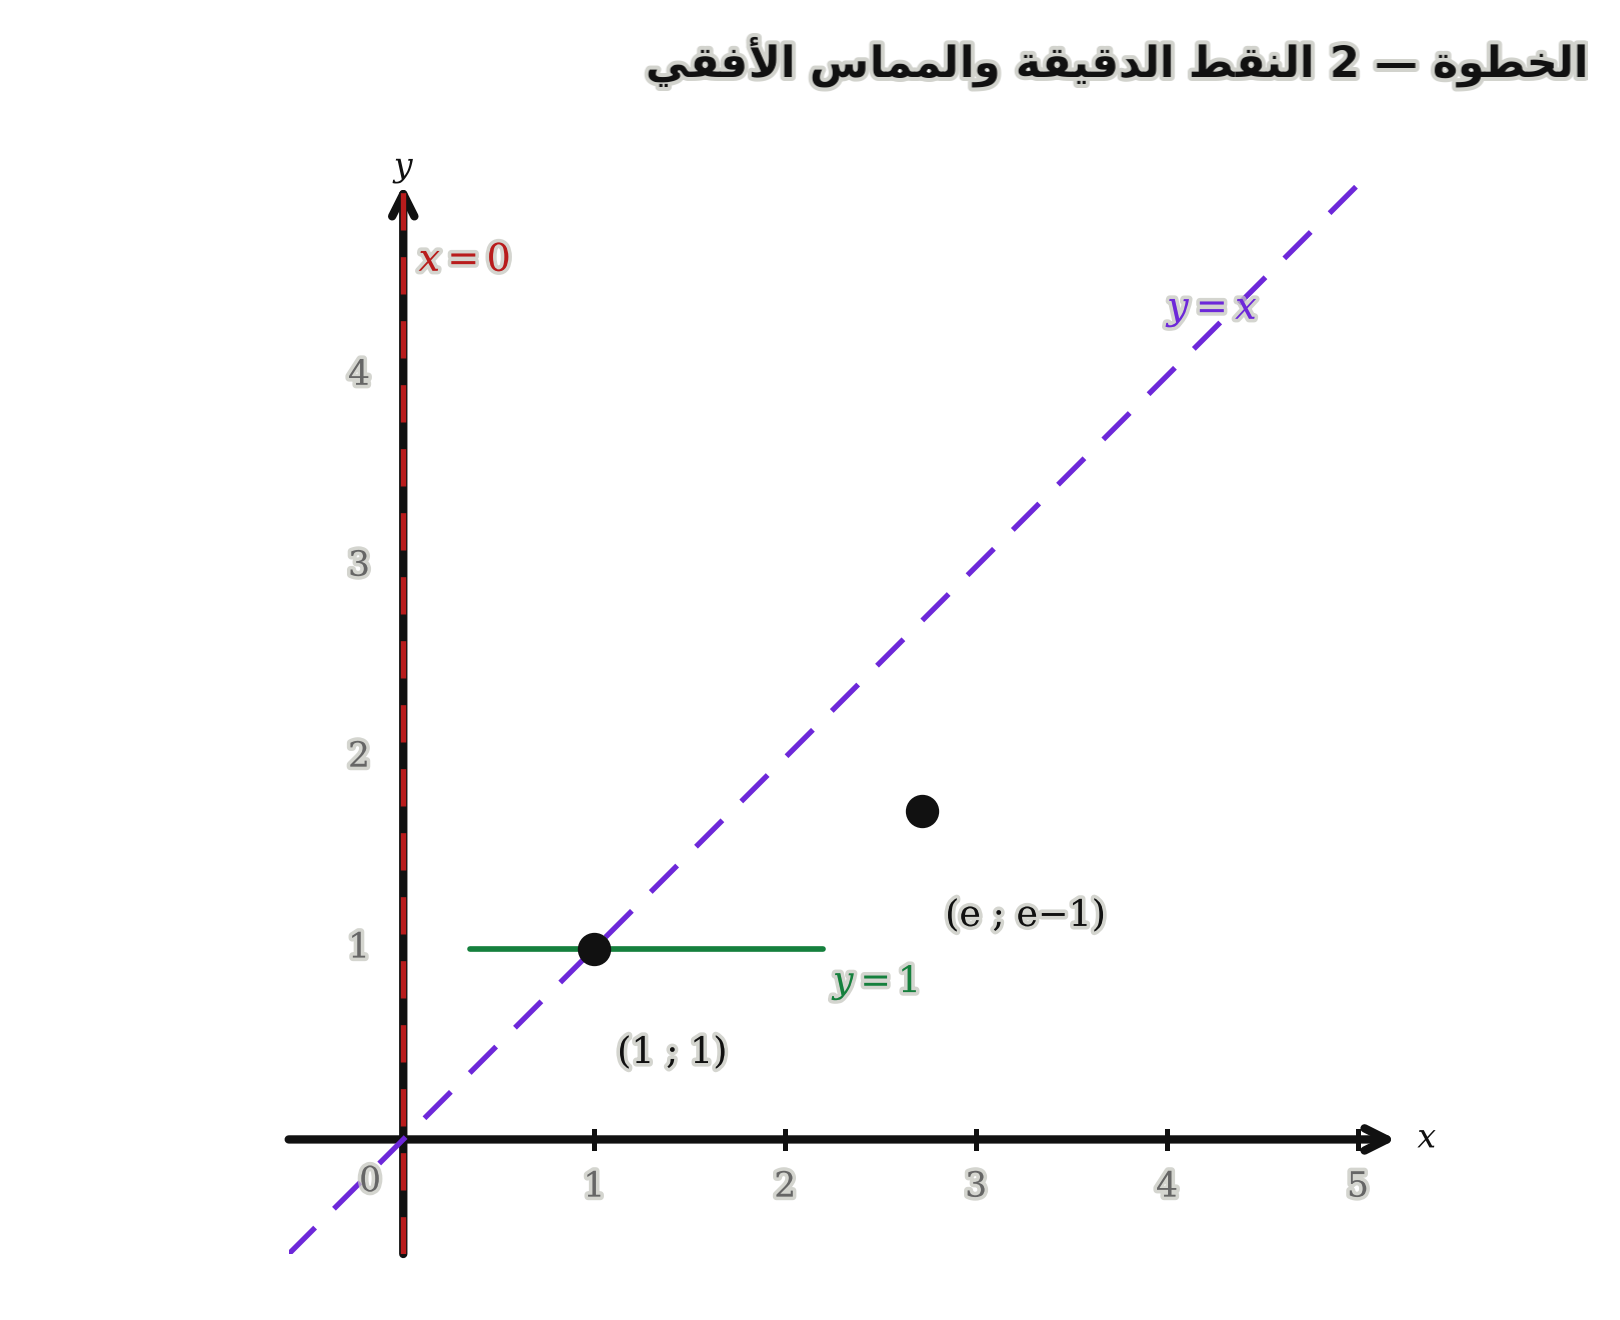 الخطوة — 2 النقط الدقيقة والمماس الأفقي
y
x = 0
y = x
4
3
2
1
(e ; e−1)
y = 1
(1 ; 1)
x
0
1
2
3
4
5